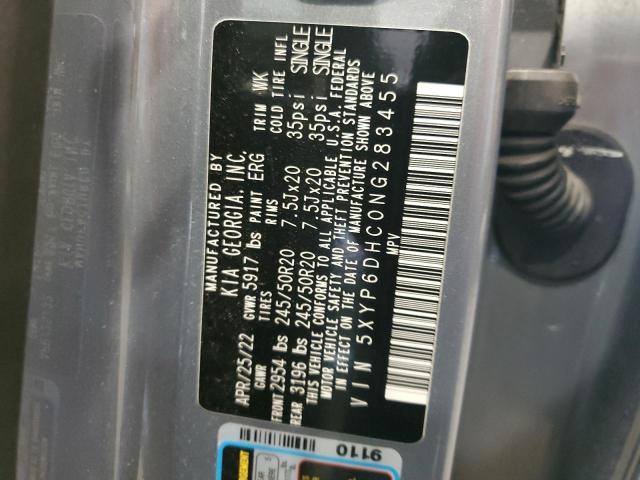 MANUFACTURED BY
KIA GEORGIA, INC.
APR/25/22 GVWR 5917 lbs PAINT ERG TRIM WK
GAWR TIRES RIMS COLD TIRE INFL
FRONT 2954 lbs 245/50R20 7.5Jx20 35psi SINGLE
REAR 3196 lbs 245/50R20 7.5Jx20 35psi SINGLE
THIS VEHICLE CONFORMS TO ALL APPLICABLE U.S.A. FEDERAL
MOTOR VEHICLE SAFETY AND THEFT PREVENTION STANDARDS
IN EFFECT ON THE DATE OF MANUFACTURE SHOWN ABOVE
VIN 5XYP6DHC0NG283455
MPV
9110